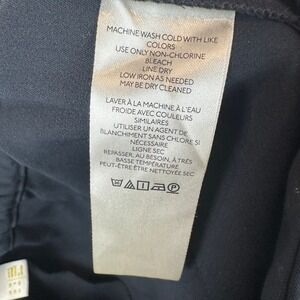 MACHINE WASH COLD WITH LIKE
COLORS
USE ONLY NON-CHLORINE
BLEACH
LINE DRY
LOW IRON AS NEEDED
MAY BE DRY CLEANED
LAVER À LA MACHINE À L'EAU
FROIDE AVEC COULEURS
SIMILAIRES
UTILISER UN AGENT DE
BLANCHIMENT SANS CHLORE SI
NÉCESSAIRE
LIGNE SEC
REPASSER, AU BESOIN, À TRÈS
BASSE TEMPÉRATURE
PEUT-ÊTRE ÊTRE NETTOYÉE SEC